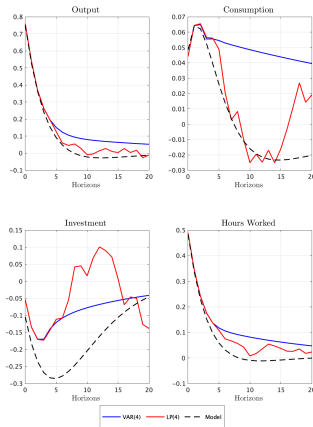 Output
0.8
0.7
0.6
0.5
0.4
0.3
0.2
0.1
0
-0.1
0 5 10 15 20
Horizons
Consumption
0.07
0.06
0.05
0.04
0.03
0.02
0.01
0
-0.01
-0.02
-0.03
0 5 10 15 20
Horizons
Investment
0.15
0.1
0.05
0
-0.05
-0.1
-0.15
-0.2
-0.25
-0.3
0 5 10 15 20
Horizons
Hours Worked
0.5
0.4
0.3
0.2
0.1
0
-0.1
0 5 10 15 20
Horizons
VAR(4) LP(4) Model